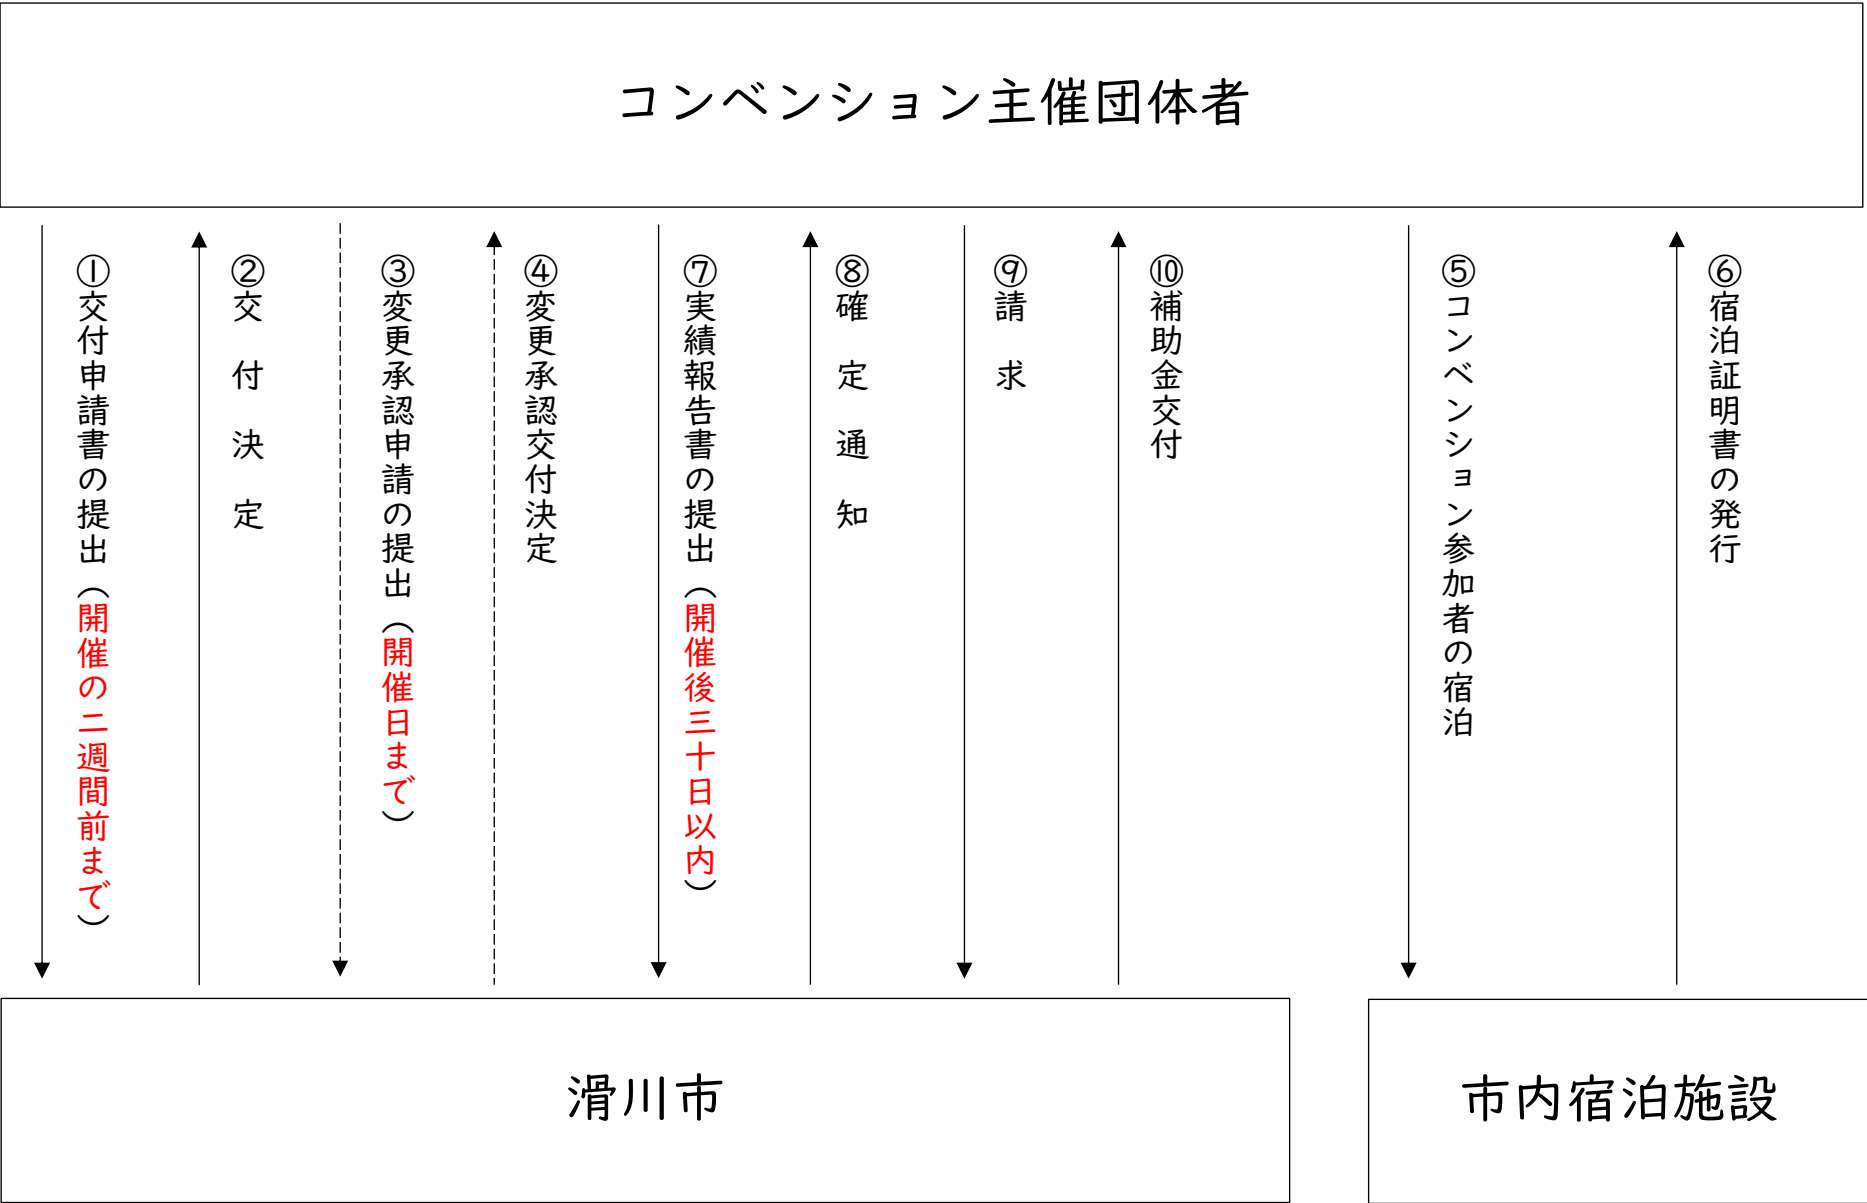 コンベンション主催団体者
①交付申請書の提出（開催の二週間前まで）
②交　付　決　定
③変更承認申請の提出（開催日まで）
④変更承認交付決定
⑦実績報告書の提出（開催後三十日以内）
⑧確　定　通　知
⑨請　求
⑩補助金交付
⑤コンベンション参加者の宿泊
⑥宿泊証明書の発行
滑川市
市内宿泊施設